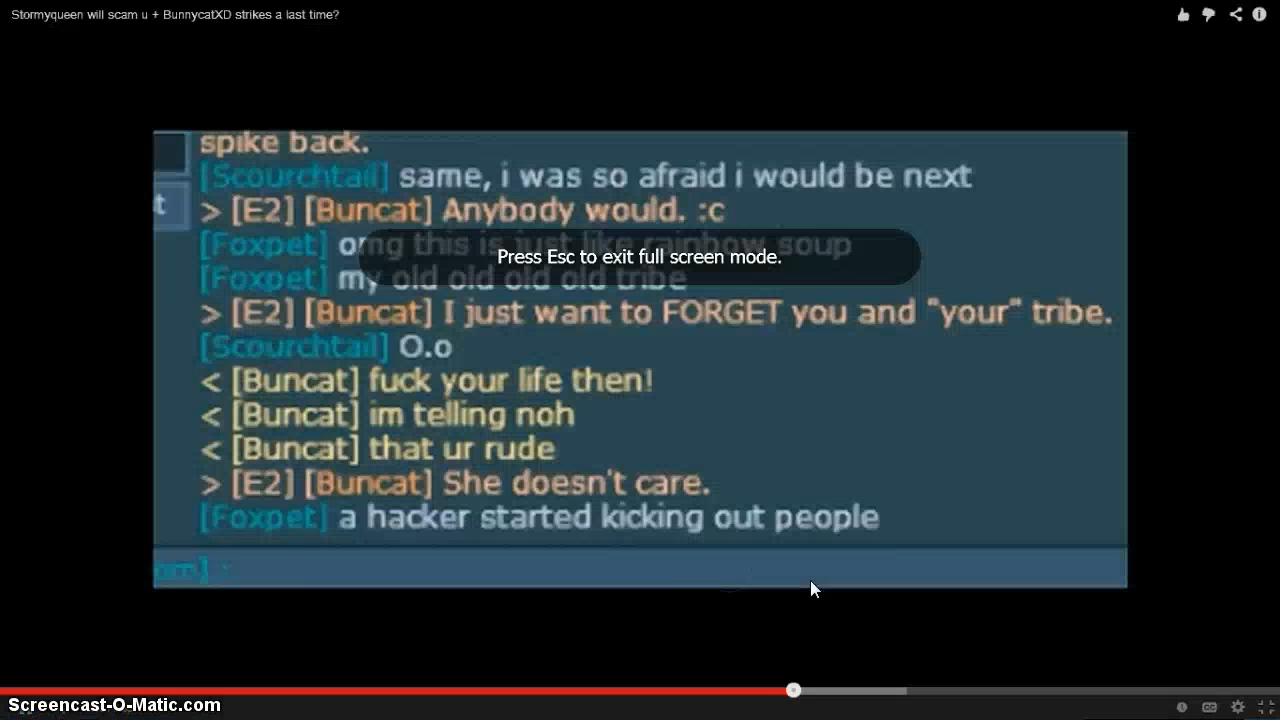 Stormyqueen will scam u + BunnycatXD strikes a last time?
spike back.
[Scourchtail] same, i was so afraid i would be next
t
> [E2] [Buncat] Anybody would. :c
[Foxpet] omg this is just like rainbow soup
Press Esc to exit full screen mode.
[Foxpet] my old old old old tribe
> [E2] [Buncat] I just want to FORGET you and "your" tribe.
[Scourchtail] O.o
< [Buncat] fuck your life then!
< [Buncat] im telling noh
< [Buncat] that ur rude
> [E2] [Buncat] She doesn't care.
[Foxpet] a hacker started kicking out people
om] :
Screencast-O-Matic.com